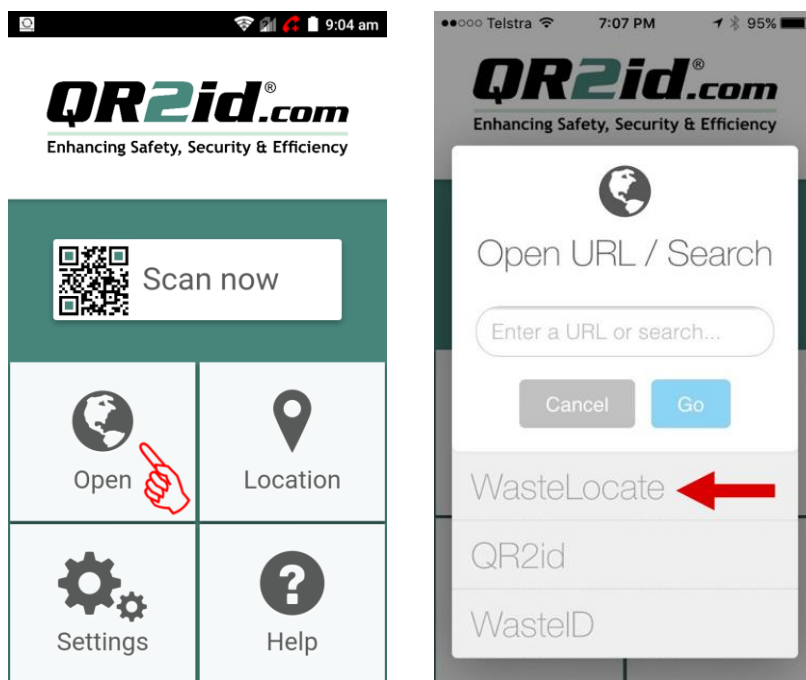 9:04 am
QR2id®.com
Enhancing Safety, Security & Efficiency
Scan now
Open
Location
Settings
Help
Telstra
7:07 PM
95%
QR2id®.com
Enhancing Safety, Security & Efficiency
Open URL / Search
Enter a URL or search...
Cancel
Go
WasteLocate
QR2id
WasteID